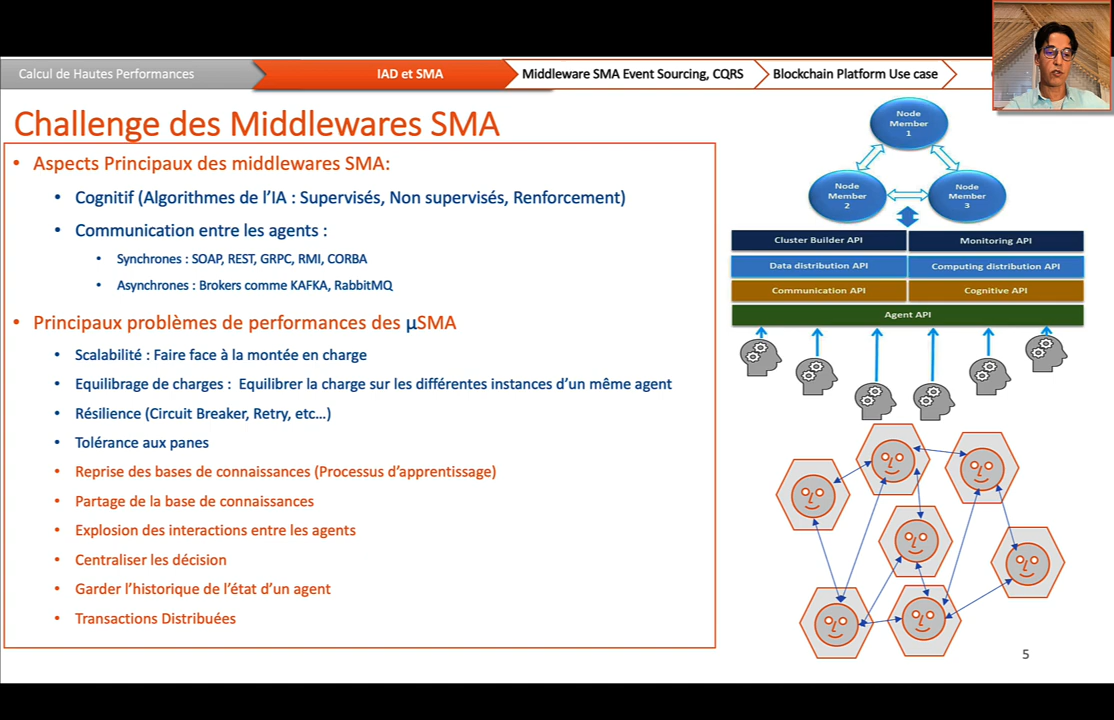 Calcul de Hautes Performances
IAD et SMA
Middleware SMA Event Sourcing, CQRS
Blockchain Platform Use case
Challenge des Middlewares SMA
• Aspects Principaux des middlewares SMA:
• Cognitif (Algorithmes de l'IA : Supervisés, Non supervisés, Renforcement)
• Communication entre les agents :
• Synchrones : SOAP, REST, GRPC, RMI, CORBA
• Asynchrones : Brokers comme KAFKA, RabbitMQ
• Principaux problèmes de performances des µSMA
• Scalabilité : Faire face à la montée en charge
• Equilibrage de charges : Equilibrer la charge sur les différentes instances d'un même agent
• Résilience (Circuit Breaker, Retry, etc…)
• Tolérance aux panes
• Reprise des bases de connaissances (Processus d'apprentissage)
• Partage de la base de connaissances
• Explosion des interactions entre les agents
• Centraliser les décision
• Garder l'historique de l'état d'un agent
• Transactions Distribuées
Node
Member
1
Node
Member
2
Node
Member
3
Cluster Builder API
Monitoring API
Data distribution API
Computing distribution API
Communication API
Cognitive API
Agent API
5